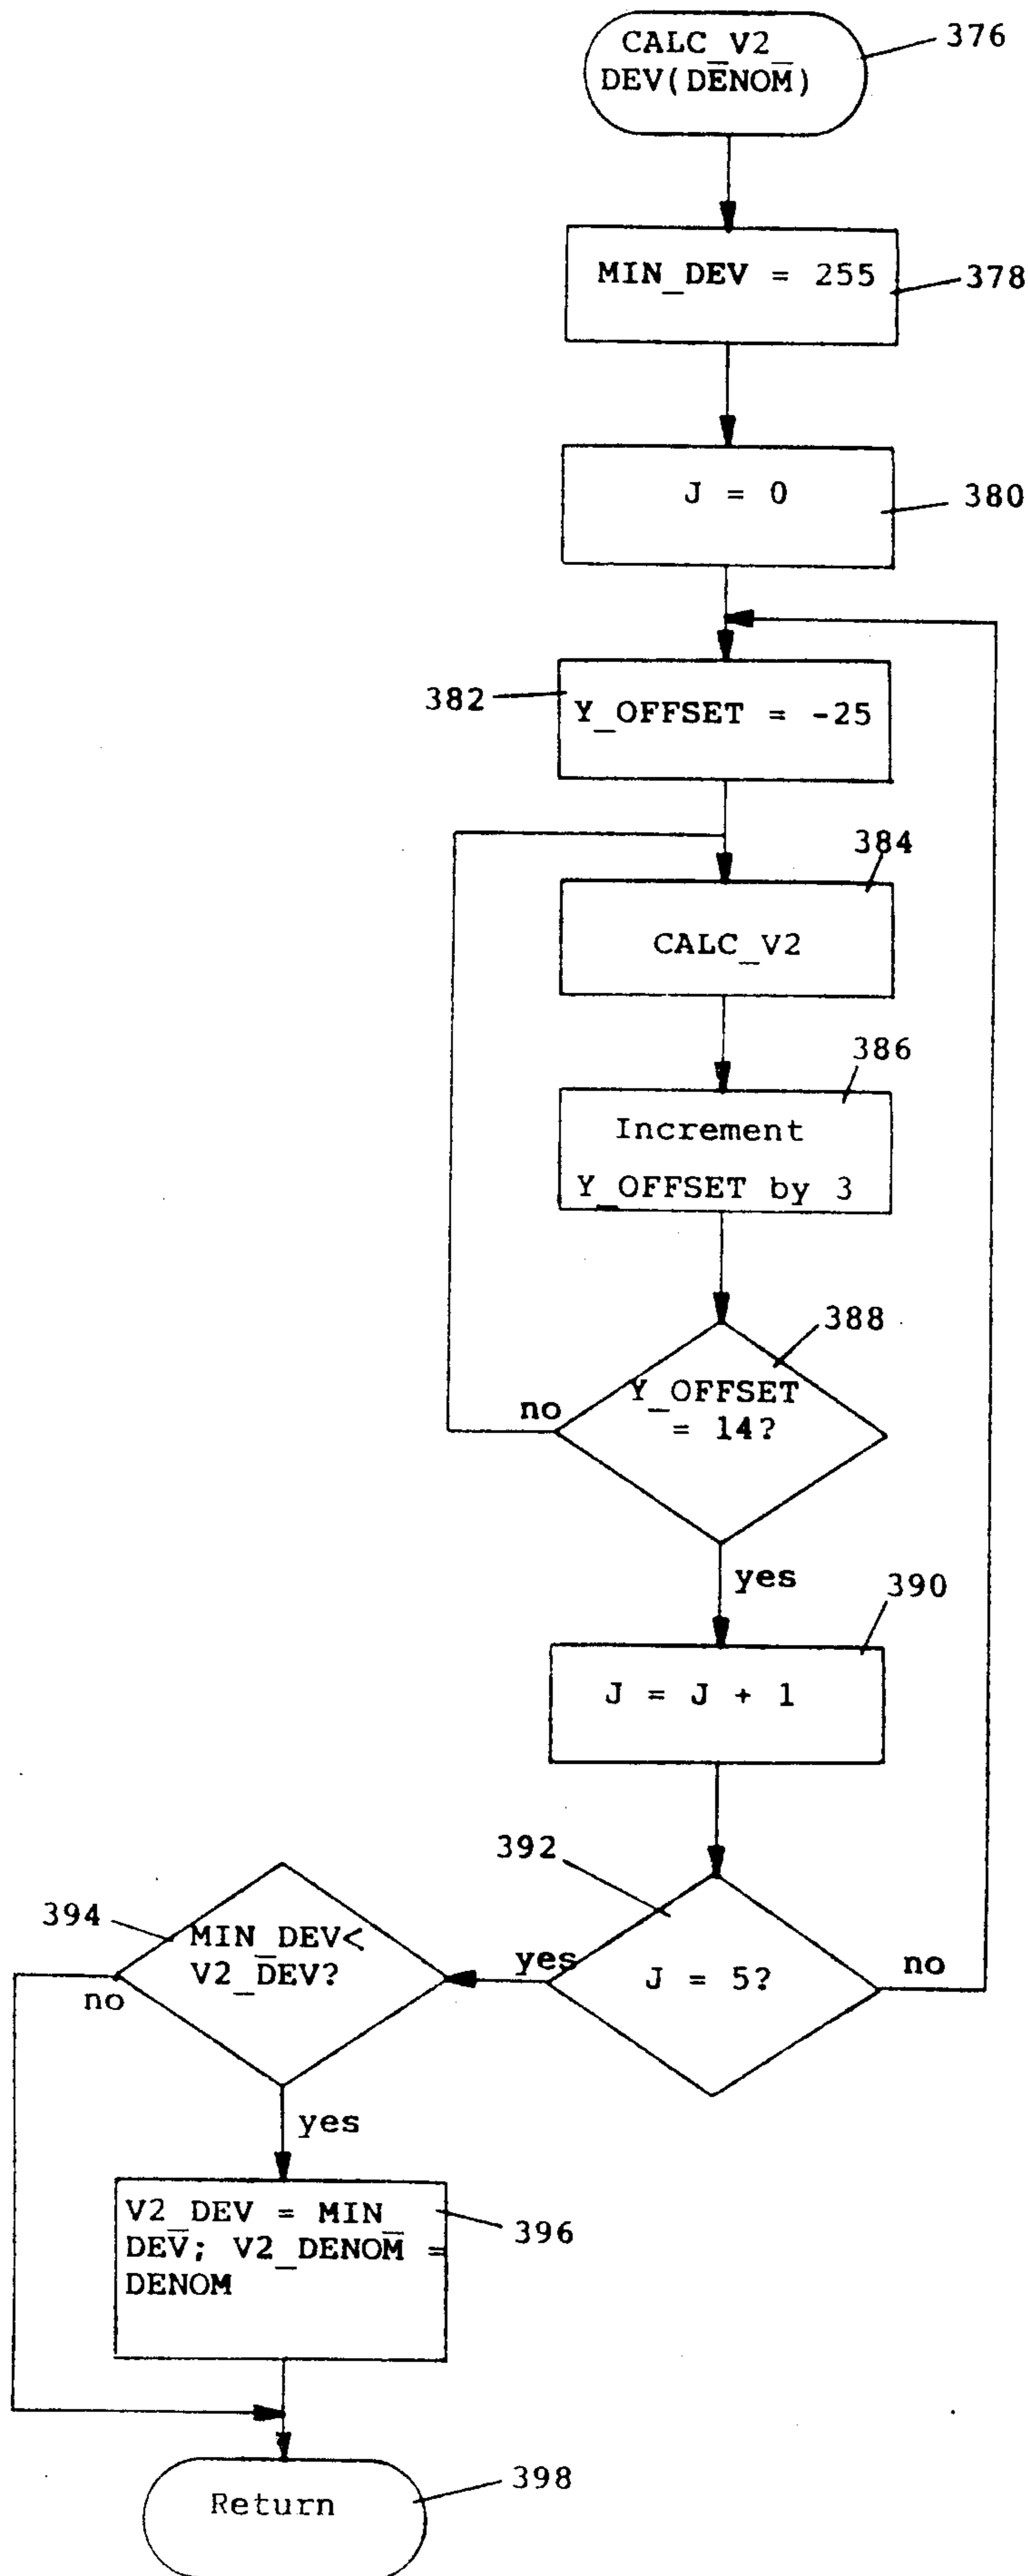 CALC_V2_
DEV(DENOM)
376
MIN_DEV = 255
378
J = 0
380
382
Y_OFFSET = -25
384
CALC_V2
386
Increment
Y_OFFSET by 3
388
Y_OFFSET
= 14?
no
yes
390
J = J + 1
392
394
MIN_DEV<
V2_DEV?
yes
J = 5?
no
no
yes
V2_DEV = MIN_
DEV; V2_DENOM =
DENOM
396
Return
398